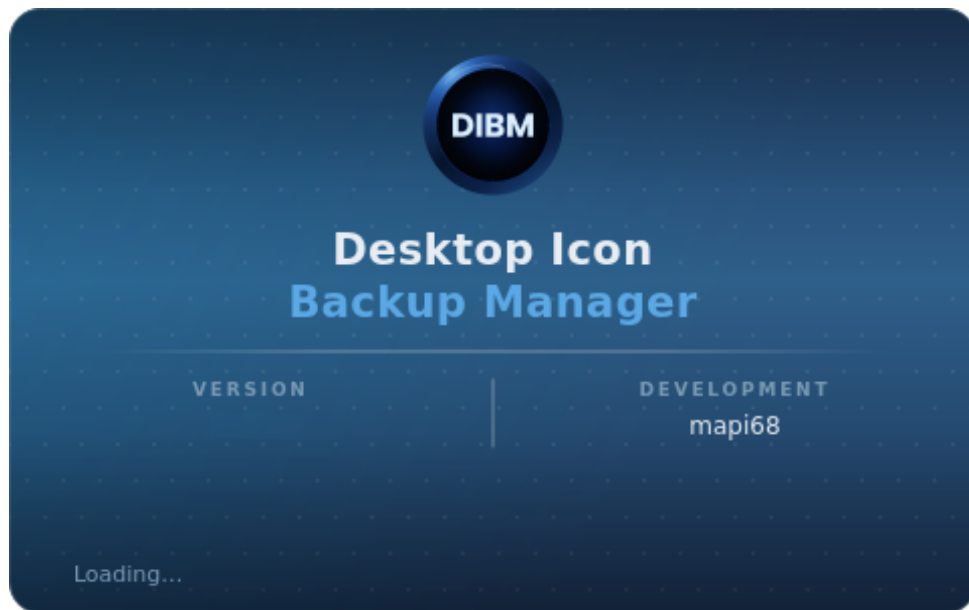 DIBM
Desktop Icon
Backup Manager
VERSION
DEVELOPMENT
mapi68
Loading...